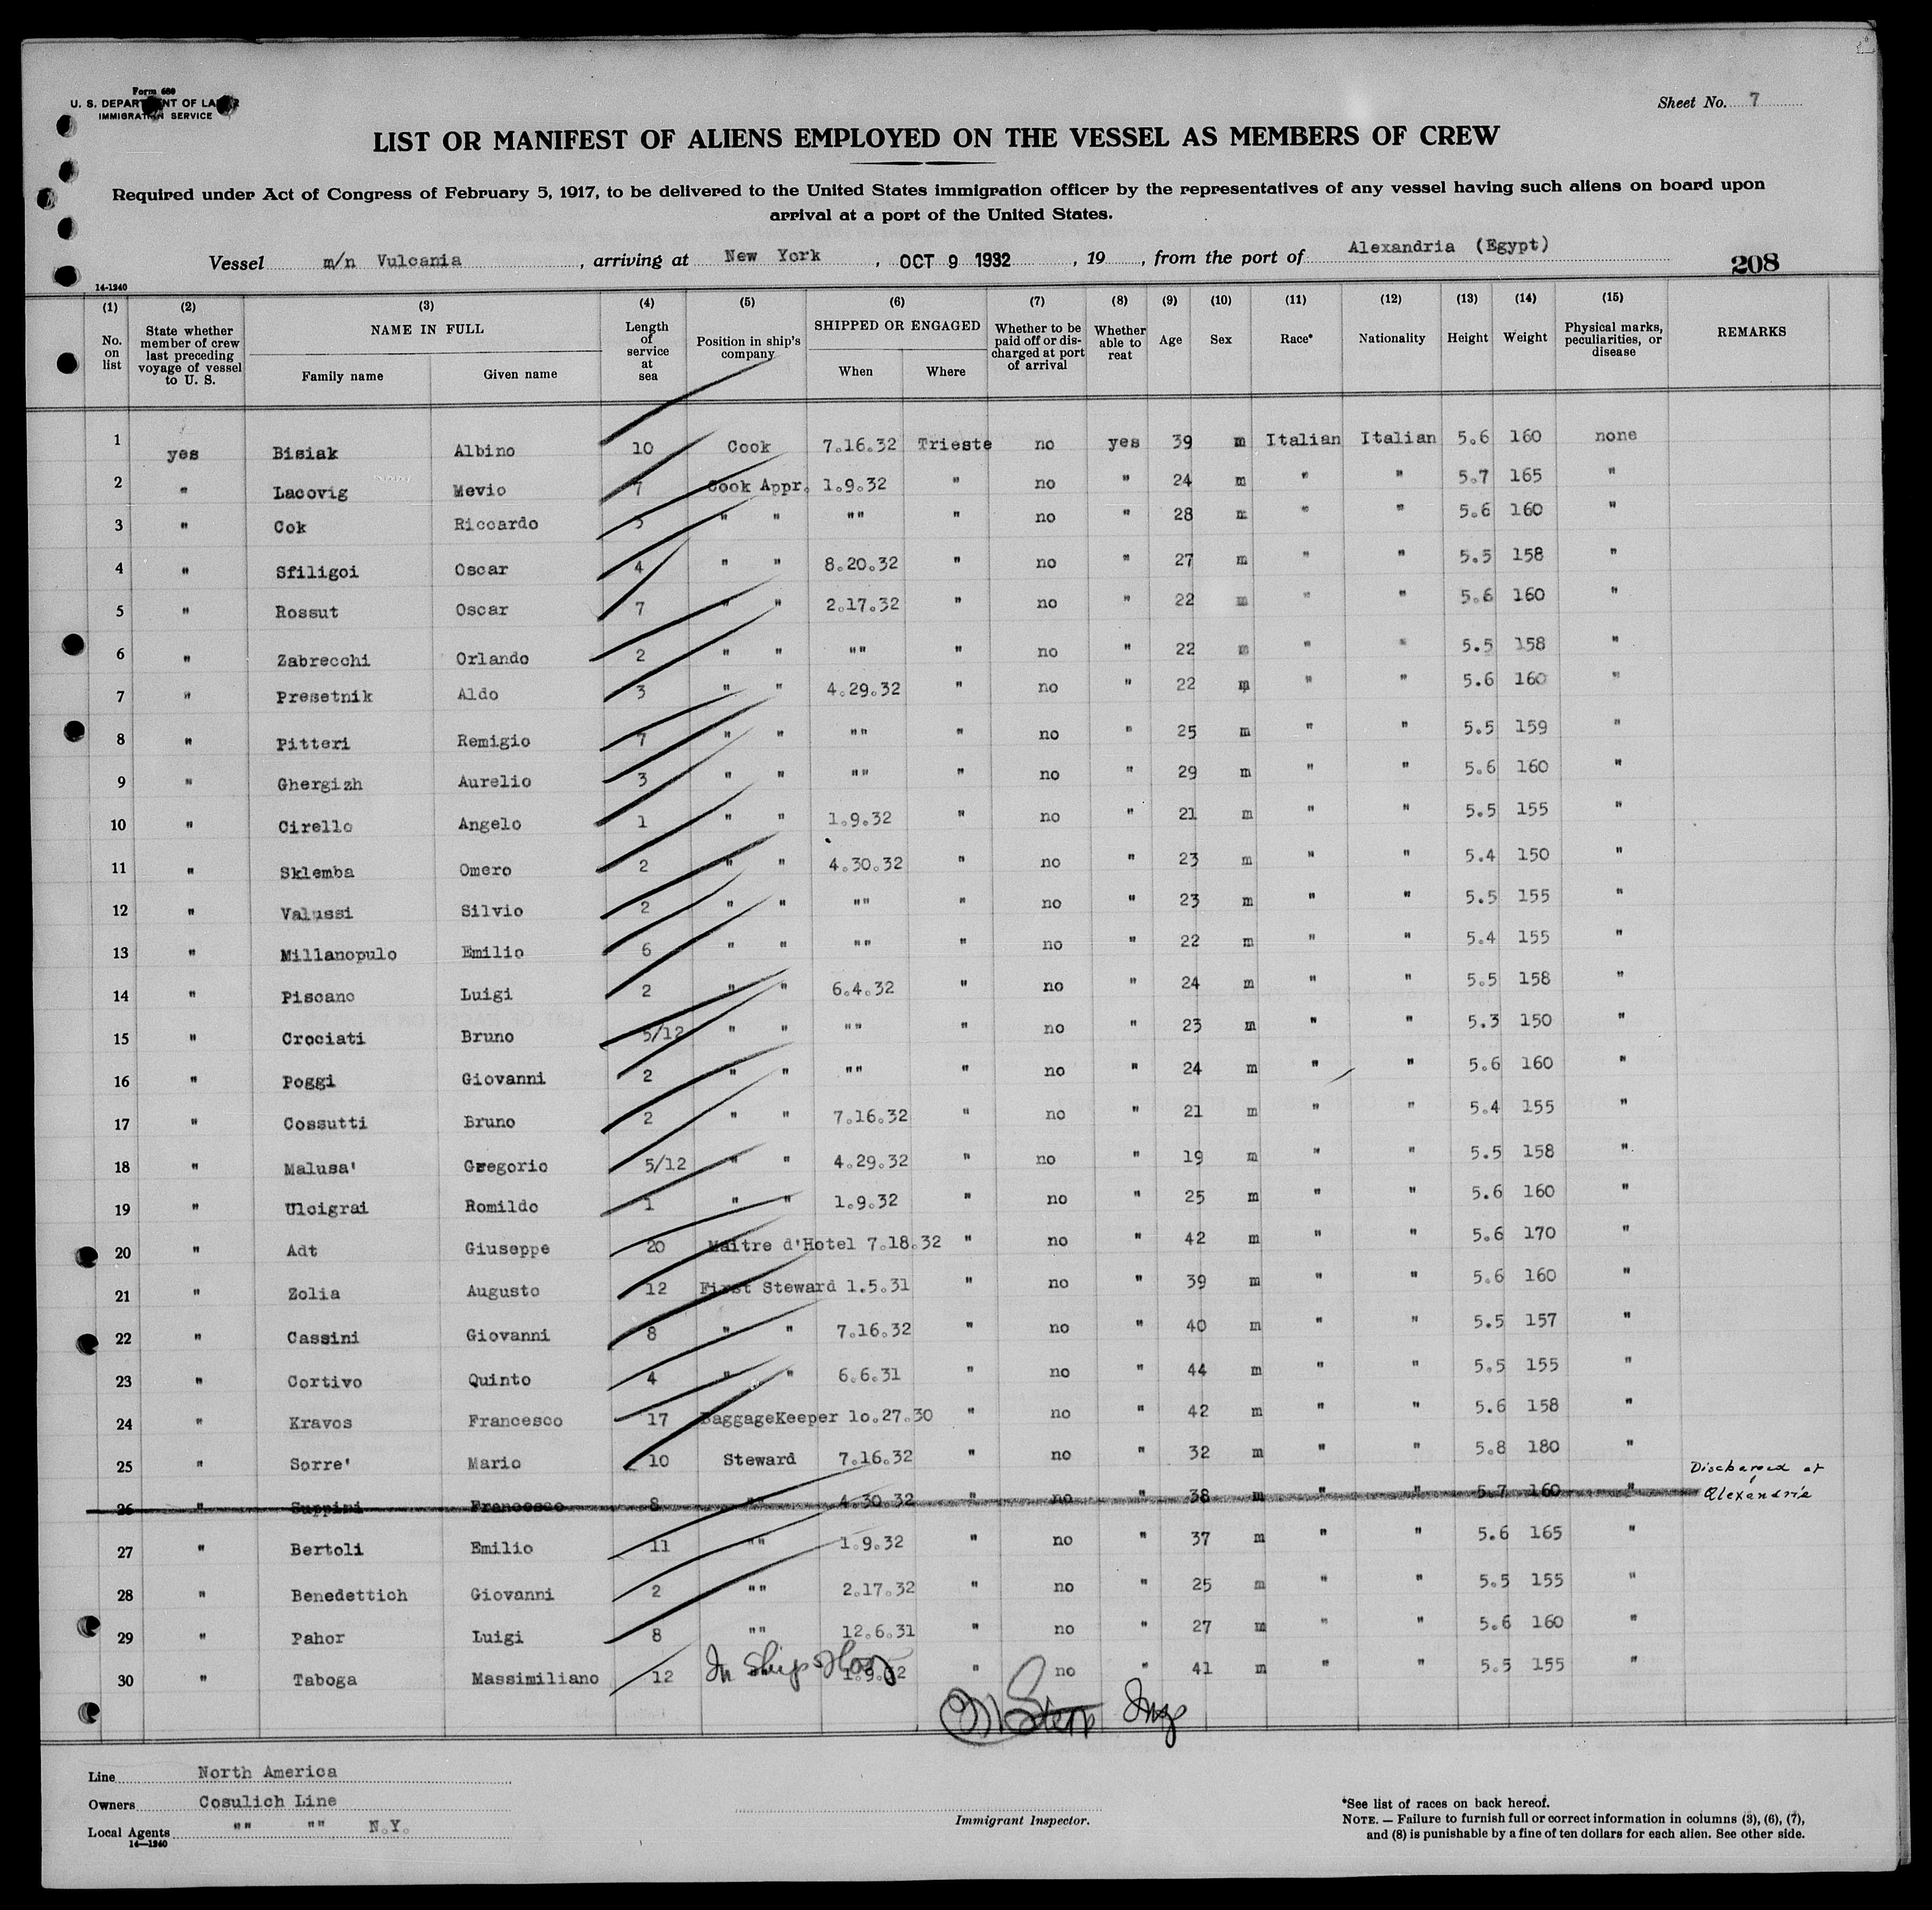 Form 680
U. S. DEPARTMENT OF LABOR
IMMIGRATION SERVICE
Sheet No. 7
LIST OR MANIFEST OF ALIENS EMPLOYED ON THE VESSEL AS MEMBERS OF CREW
Required under Act of Congress of February 5, 1917, to be delivered to the United States immigration officer by the representatives of any vessel having such aliens on board upon
arrival at a port of the United States.
Vessel m/n Vulcania, arriving at New York, OCT 9 1932, 19, from the port of Alexandria (Egypt)
208
14-1240
(1) (2) (3) (4) (5) (6) (7) (8) (9) (10) (11) (12) (13) (14) (15)
No. on list State whether member of crew last preceding voyage of vessel to U. S. NAME IN FULL Family name Given name Length of service at sea Position in ship's company SHIPPED OR ENGAGED When Where Whether to be paid off or discharged at port of arrival Whether able to reat Age Sex Race* Nationality Height Weight Physical marks, peculiarities, or disease REMARKS
1 yes Bisiak Albino 10 Cook 7.16.32 Trieste no yes 39 m Italian Italian 5.6 160 none
2 " Lacovig Mevio 7 Cook Appr. 1.9.32 " no " 24 m " " 5.7 165 "
3 " Cok Riccardo 5 " " "" " no " 28 m " " 5.6 160 "
4 " Sfiligoi Oscar 4 " " 8.20.32 " no " 27 m " " 5.5 158 "
5 " Rossut Oscar 7 " " 2.17.32 " no " 22 m " " 5.6 160 "
6 " Zabrecchi Orlando 2 " " "" " no " 22 m " " 5.5 158 "
7 " Presetnik Aldo 3 " " 4.29.32 " no " 22 m " " 5.6 160 "
8 " Pitteri Remigio 7 " " "" " no " 25 m " " 5.5 159 "
9 " Ghergizh Aurelio 3 " " "" " no " 29 m " " 5.6 160 "
10 " Cirello Angelo 1 " " 1.9.32 " no " 21 m " " 5.5 155 "
11 " Sklemba Omero 2 " " 4.30.32 " no " 23 m " " 5.4 150 "
12 " Valussi Silvio 2 " " "" " no " 23 m " " 5.5 155 "
13 " Millanopulo Emilio 6 " " "" " no " 22 m " " 5.4 155 "
14 " Piscano Luigi 2 " " 6.4.32 " no " 24 m " " 5.5 158 "
15 " Crociati Bruno 5/12 " " "" " no " 23 m " " 5.3 150 "
16 " Poggi Giovanni 2 " " "" " no " 24 m " " 5.6 160 "
17 " Cossutti Bruno 2 " " 7.16.32 " no " 21 m " " 5.4 155 "
18 " Malusa' Gregorio 5/12 " " 4.29.32 " no " 19 m " " 5.5 158 "
19 " Ulcigrai Romildo 1 " " 1.9.32 " no " 25 m " " 5.6 160 "
20 " Adt Giuseppe 20 Maitre d'Hotel 7.18.32 " no " 42 m " " 5.6 170 "
21 " Zolia Augusto 12 First Steward 1.5.31 " no " 39 m " " 5.6 160 "
22 " Cassini Giovanni 8 " " 7.16.32 " no " 40 m " " 5.5 157 "
23 " Cortivo Quinto 4 " " 6.6.31 " no " 44 m " " 5.5 155 "
24 " Kravos Francesco 17 BaggageKeeper 10.27.30 " no " 42 m " " 5.6 158 "
25 " Sorre' Mario 10 Steward 7.16.32 " no " 32 m " " 5.8 180 "
26 " Suppini Francesco 8 "" 4.30.32 " no " 38 m " " 5.7 160 " Discharged at Alexandria
27 " Bertoli Emilio 11 "" 1.9.32 " no " 37 m " " 5.6 165 "
28 " Benedettich Giovanni 2 "" 2.17.32 " no " 25 m " " 5.5 155 "
29 " Pahor Luigi 8 "" 12.6.31 " no " 27 m " " 5.6 160 "
30 " Taboga Massimiliano 12 1.9.32 " no " 41 m " " 5.5 155 "
In Ship's
Stern Insp
Line North America
Owners Cosulich Line
Local Agents "" "" N.Y.
14-1240
Immigrant Inspector.
*See list of races on back hereof.
NOTE. — Failure to furnish full or correct information in columns (3), (6), (7),
and (8) is punishable by a fine of ten dollars for each alien. See other side.